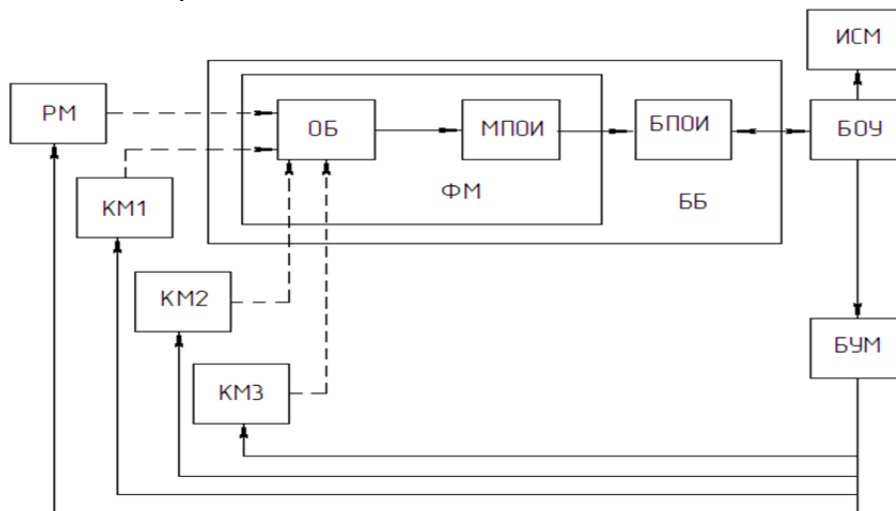 ИСМ
РМ
ОБ
МПОИ
БПОИ
БОУ
ФМ
ББ
КМ1
КМ2
КМ3
БУМ